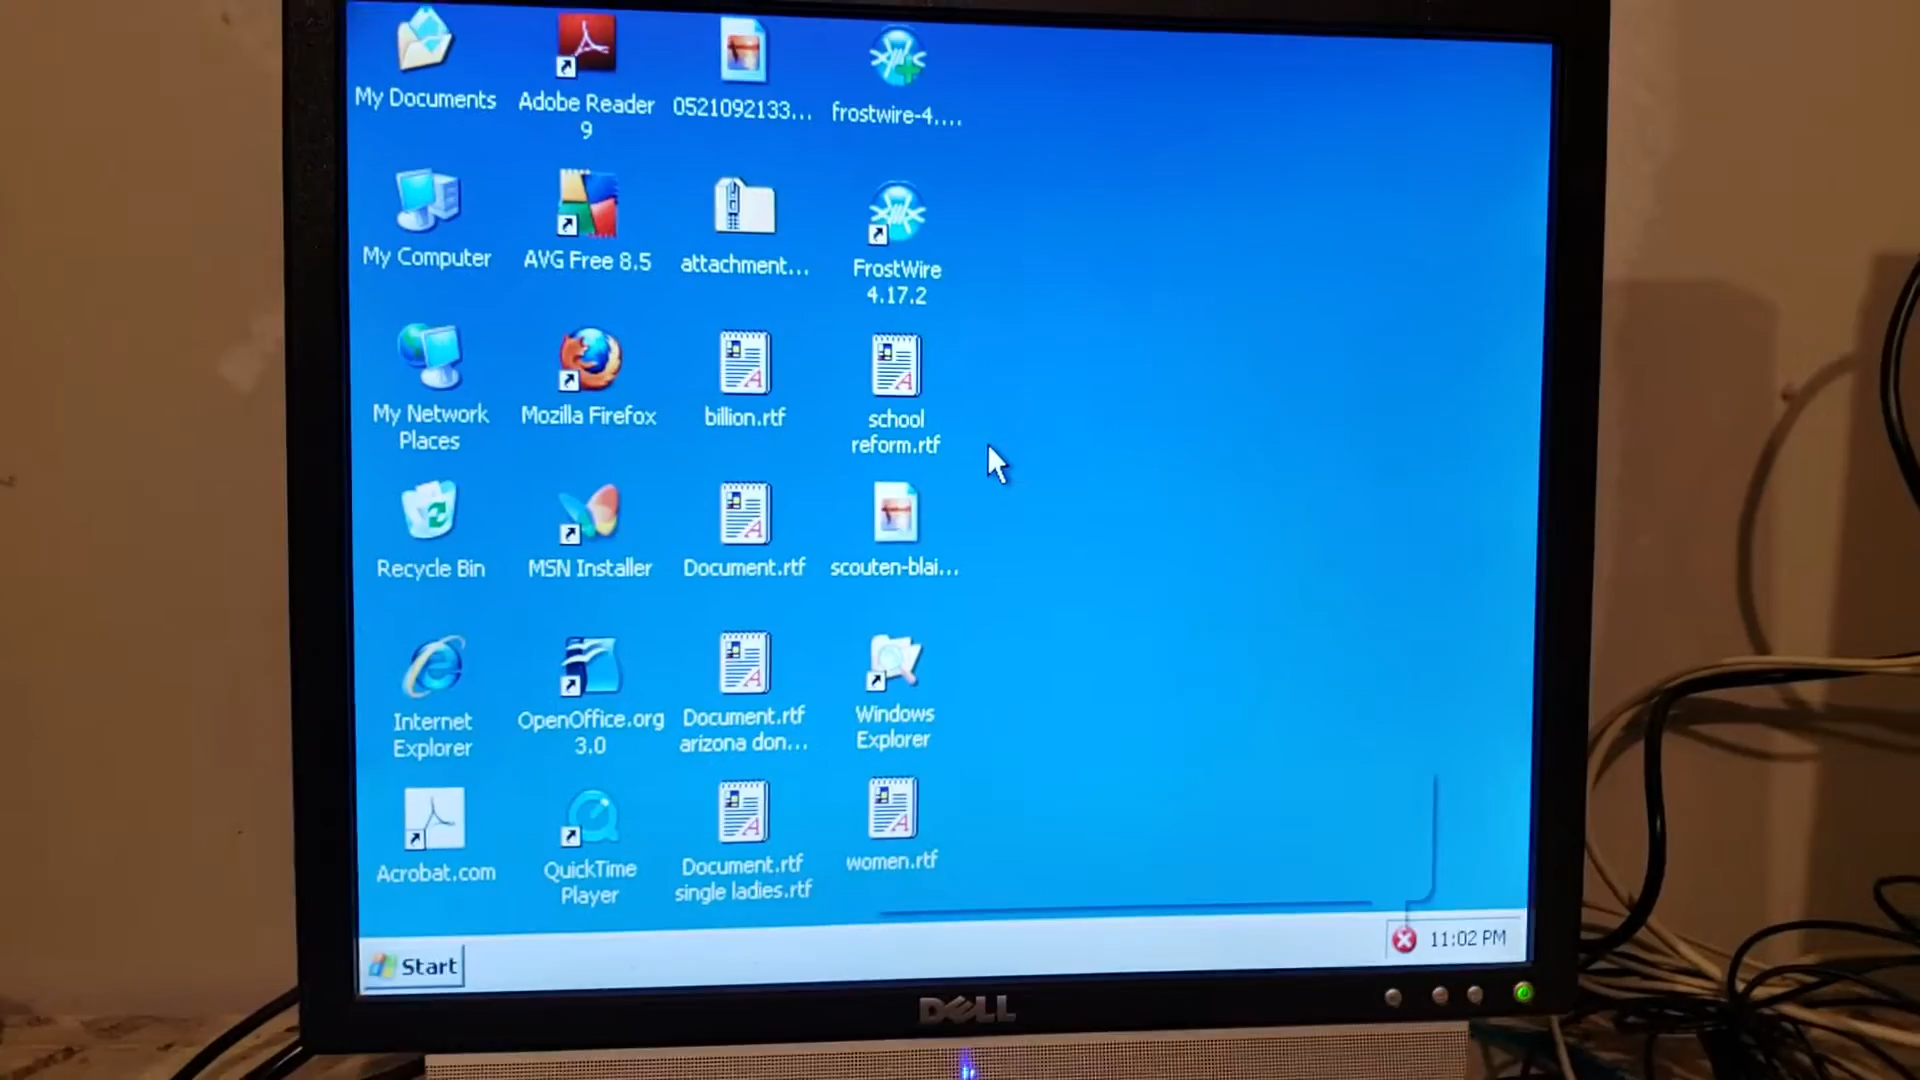 My Documents
Adobe Reader
9
0521092133...
frostwire-4....
My Computer
AVG Free 8.5
attachment...
FrostWire
4.17.2
My Network
Places
Mozilla Firefox
billion.rtf
school
reform.rtf
Recycle Bin
MSN Installer
Document.rtf
scouten-blai...
Internet
Explorer
OpenOffice.org
3.0
Document.rtf
arizona don...
Windows
Explorer
Acrobat.com
QuickTime
Player
Document.rtf
single ladies.rtf
women.rtf
Start
11:02 PM
DELL